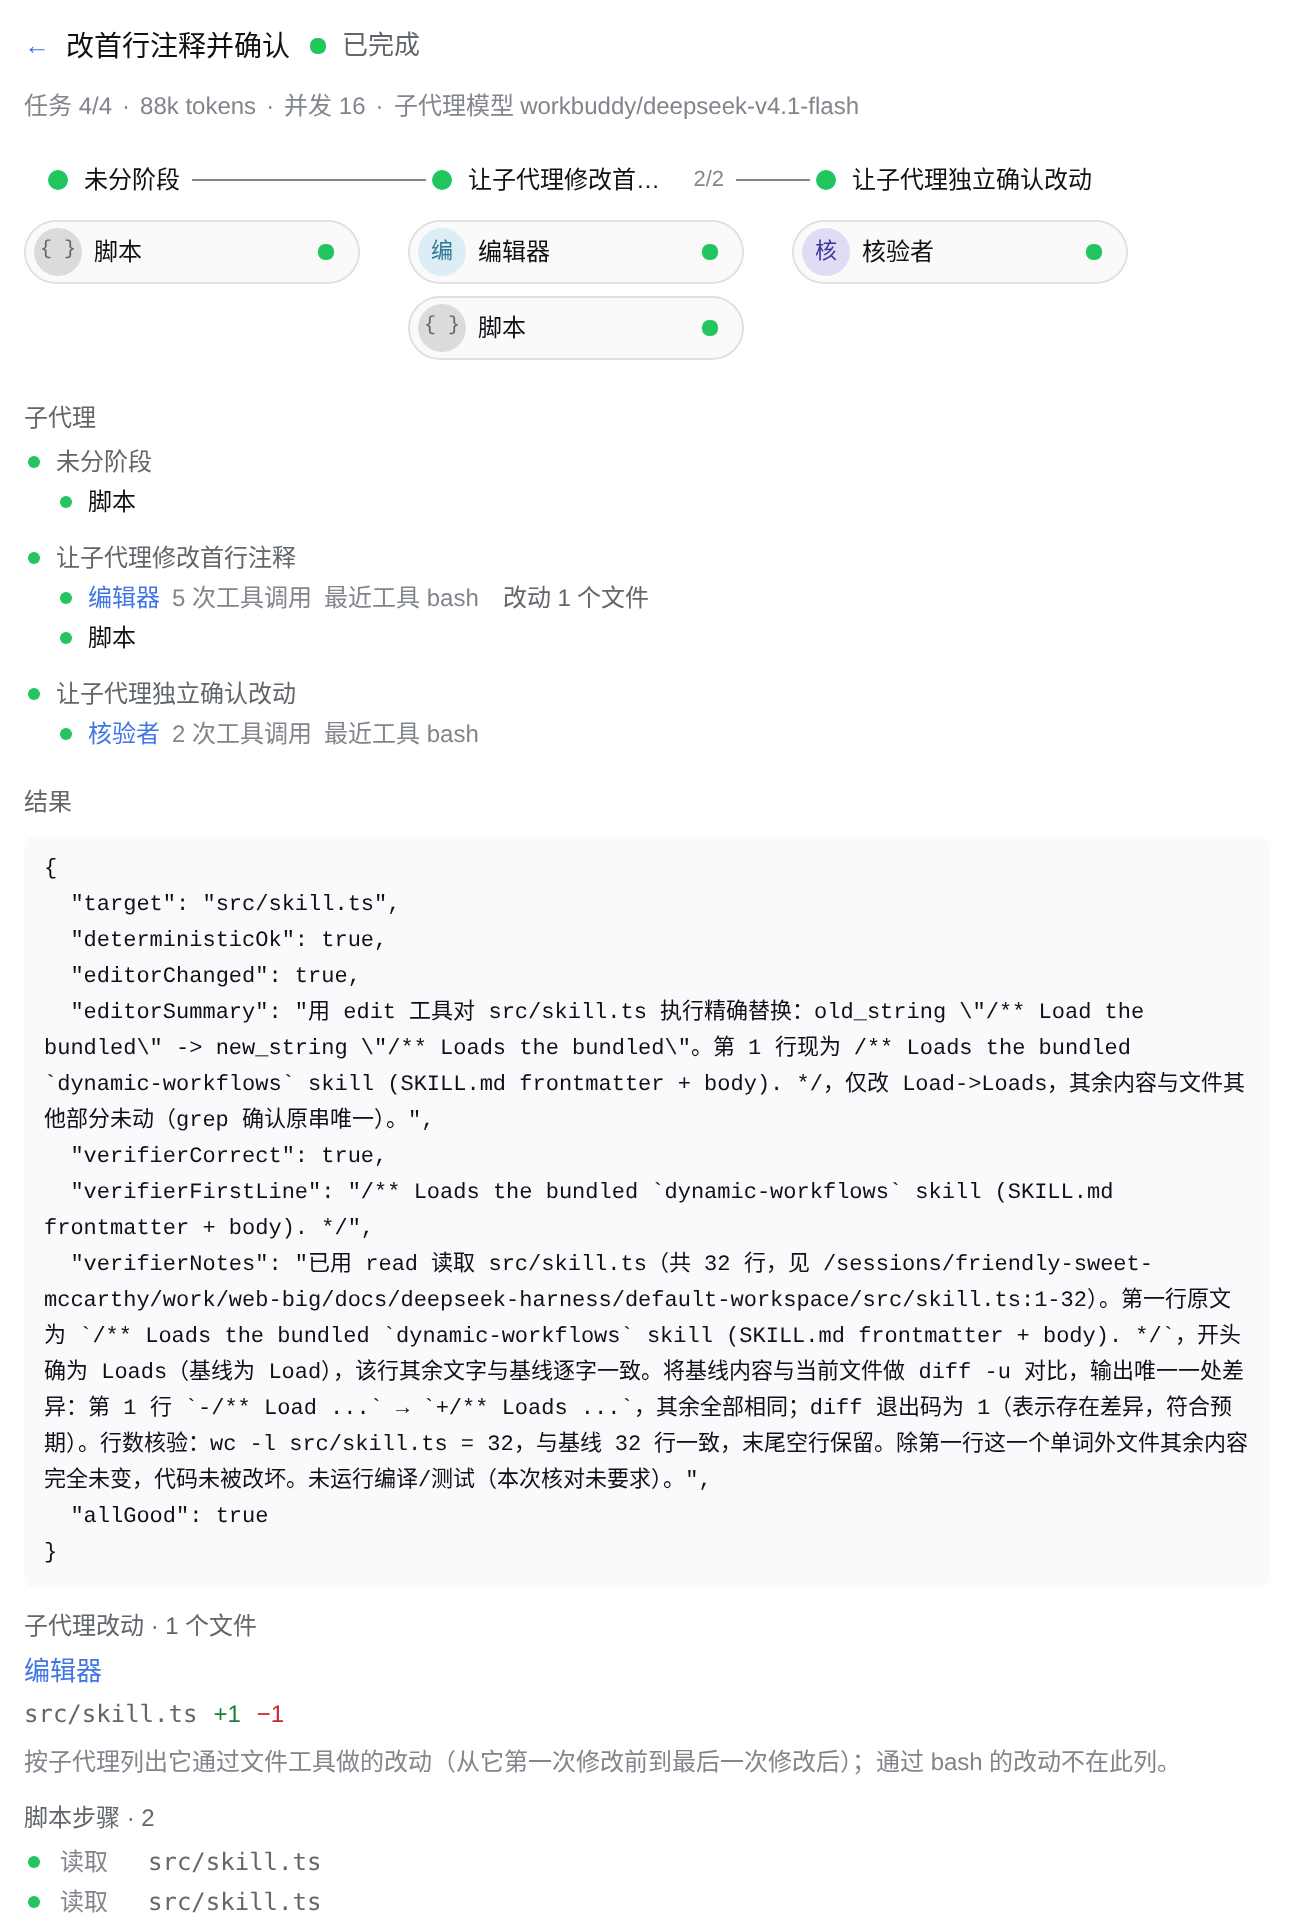 ← 改首行注释并确认 已完成
任务 4/4 · 88k tokens · 并发 16 · 子代理模型 workbuddy/deepseek-v4.1-flash
未分阶段 让子代理修改首… 2/2 让子代理独立确认改动
{ } 脚本 编 编辑器 核 核验者
{ } 脚本
子代理
未分阶段
脚本
让子代理修改首行注释
编辑器 5 次工具调用 最近工具 bash 改动 1 个文件
脚本
让子代理独立确认改动
核验者 2 次工具调用 最近工具 bash
结果
{
"target": "src/skill.ts",
"deterministicOk": true,
"editorChanged": true,
"editorSummary": "用 edit 工具对 src/skill.ts 执行精确替换：old_string \"/** Load the
bundled\" -> new_string \"/** Loads the bundled\"。第 1 行现为 /** Loads the bundled
`dynamic-workflows` skill (SKILL.md frontmatter + body). */，仅改 Load->Loads，其余内容与文件其
他部分未动（grep 确认原串唯一）。",
"verifierCorrect": true,
"verifierFirstLine": "/** Loads the bundled `dynamic-workflows` skill (SKILL.md
frontmatter + body). */",
"verifierNotes": "已用 read 读取 src/skill.ts（共 32 行，见 /sessions/friendly-sweet-
mccarthy/work/web-big/docs/deepseek-harness/default-workspace/src/skill.ts:1-32）。第一行原文
为 `/** Loads the bundled `dynamic-workflows` skill (SKILL.md frontmatter + body). */`，开头
确为 Loads（基线为 Load），该行其余文字与基线逐字一致。将基线内容与当前文件做 diff -u 对比，输出唯一一处差
异：第 1 行 `-/** Load ...` → `+/** Loads ...`，其余全部相同；diff 退出码为 1（表示存在差异，符合预
期）。行数核验：wc -l src/skill.ts = 32，与基线 32 行一致，末尾空行保留。除第一行这一个单词外文件其余内容
完全未变，代码未被改坏。未运行编译/测试（本次核对未要求）。",
"allGood": true
}
子代理改动 · 1 个文件
编辑器
src/skill.ts +1 −1
按子代理列出它通过文件工具做的改动（从它第一次修改前到最后一次修改后）；通过 bash 的改动不在此列。
脚本步骤 · 2
读取 src/skill.ts
读取 src/skill.ts